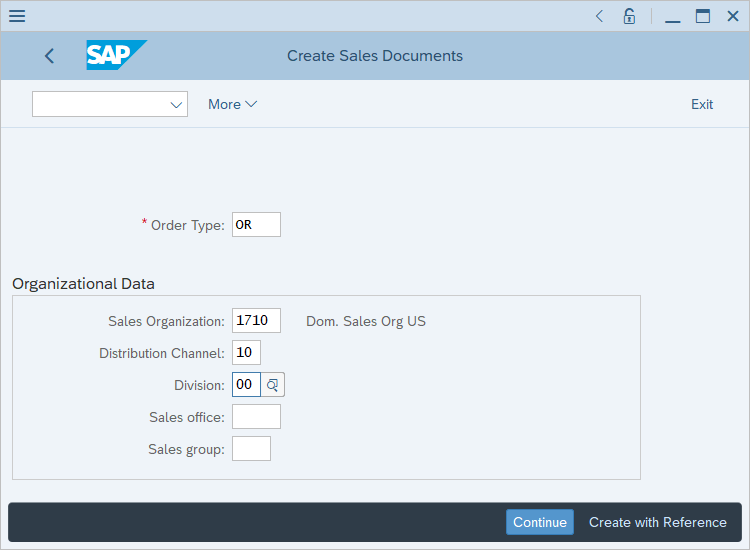 SAP
Create Sales Documents
More
Exit
* Order Type: OR
Organizational Data
Sales Organization: 1710 Dom. Sales Org US
Distribution Channel: 10
Division: 00
Sales office:
Sales group:
Continue Create with Reference